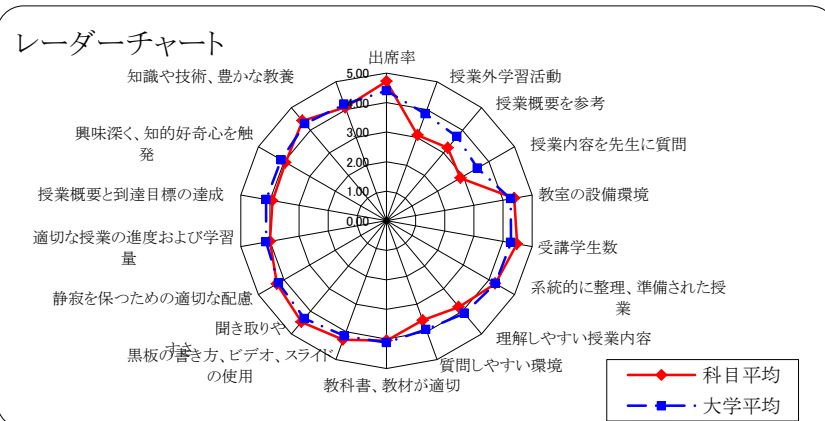 レーダーチャート
出席率
授業外学習活動
授業概要を参考
授業内容を先生に質問
教室の設備環境
受講学生数
系統的に整理、準備された授
業
理解しやすい授業内容
質問しやすい環境
教科書、教材が適切
黒板の書き方、ビデオ、スライド
の使用
聞き取りや
すさ
静寂を保つための適切な配慮
適切な授業の進度および学習
量
授業概要と到達目標の達成
興味深く、知的好奇心を触
発
知識や技術、豊かな教養
5.00
4.00
3.00
2.00
1.00
0.00
科目平均
大学平均